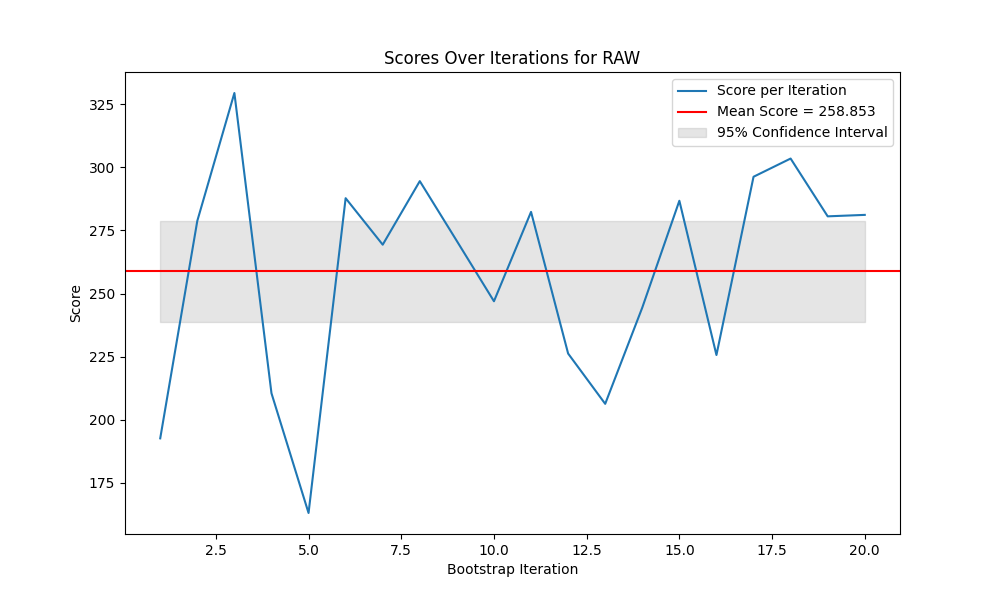 Scores Over Iterations for RAW
Score per Iteration
Mean Score = 258.853
95% Confidence Interval
325
300
275
250
225
200
175
Score
2.5 5.0 7.5 10.0 12.5 15.0 17.5 20.0
Bootstrap Iteration